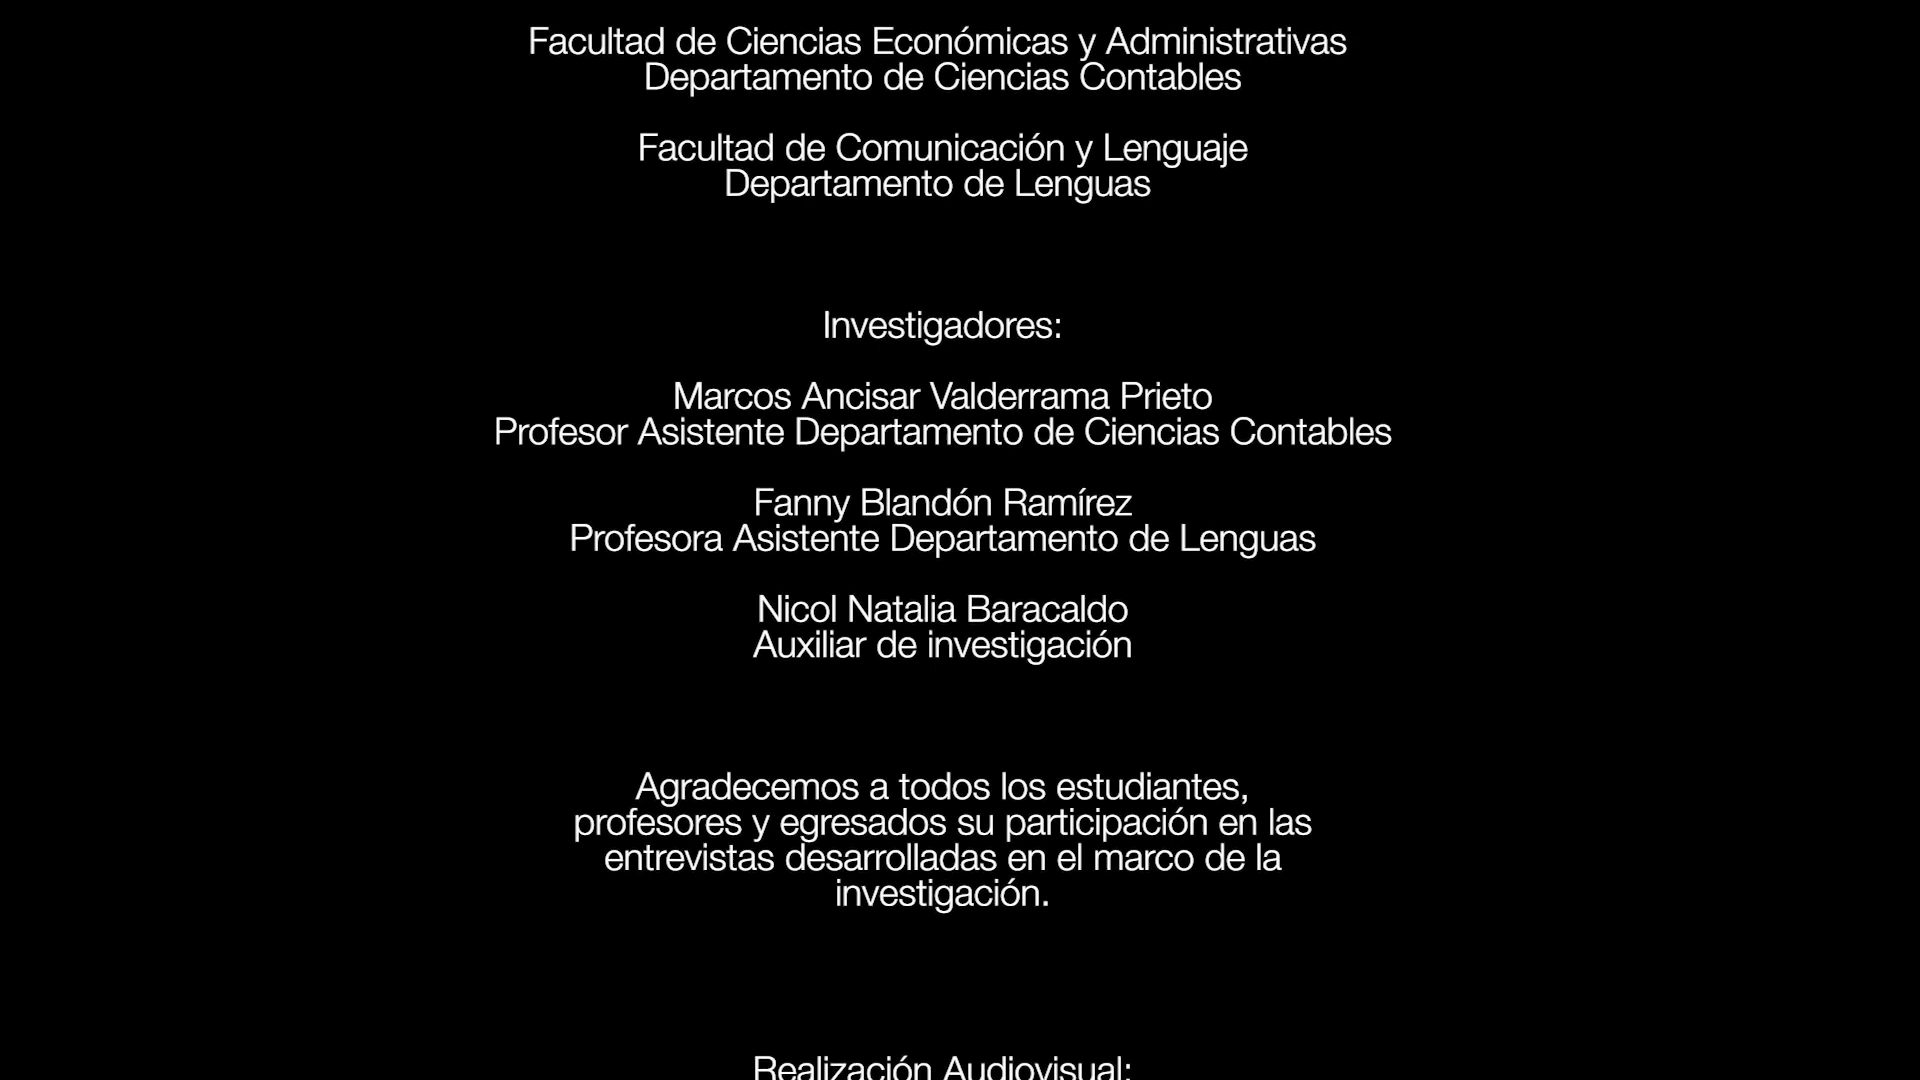 Facultad de Ciencias Económicas y Administrativas
Departamento de Ciencias Contables
Facultad de Comunicación y Lenguaje
Departamento de Lenguas
Investigadores:
Marcos Ancisar Valderrama Prieto
Profesor Asistente Departamento de Ciencias Contables
Fanny Blandón Ramírez
Profesora Asistente Departamento de Lenguas
Nicol Natalia Baracaldo
Auxiliar de investigación
Agradecemos a todos los estudiantes,
profesores y egresados su participación en las
entrevistas desarrolladas en el marco de la
investigación.
Realización Audiovisual: